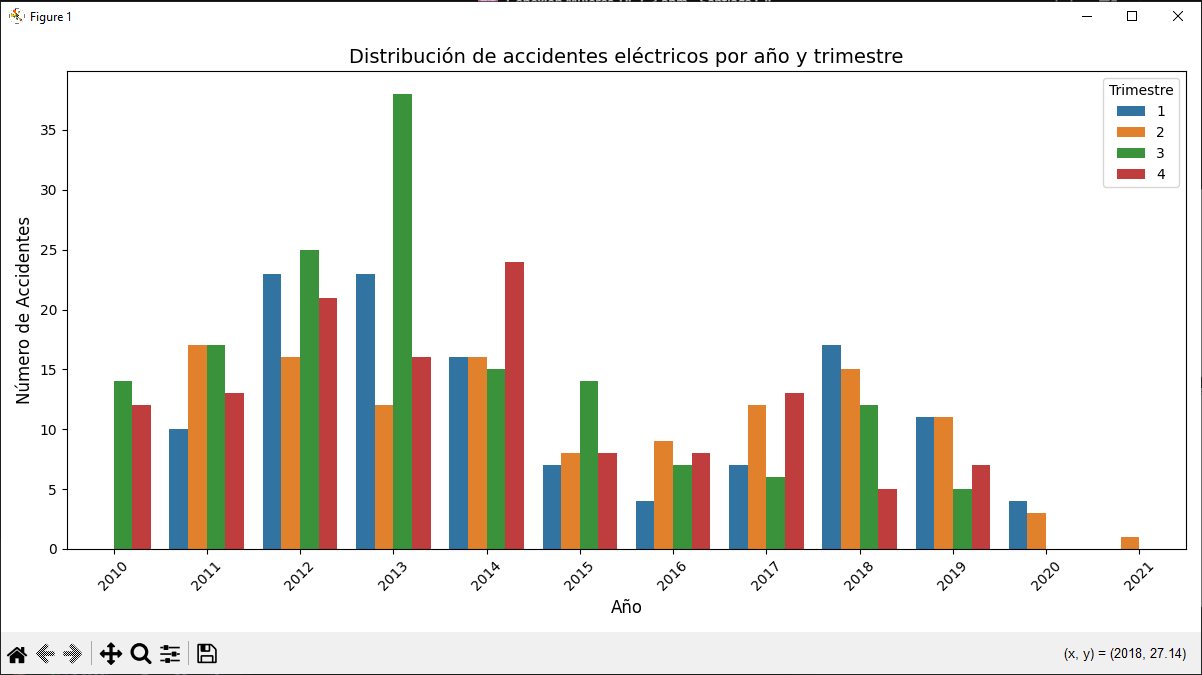 Figure 1
Distribución de accidentes eléctricos por año y trimestre
Trimestre
1
2
3
4
Número de Accidentes
35
30
25
20
15
10
5
0
2010 2011 2012 2013 2014 2015 2016 2017 2018 2019 2020 2021
Año
(x, y) = (2018, 27.14)